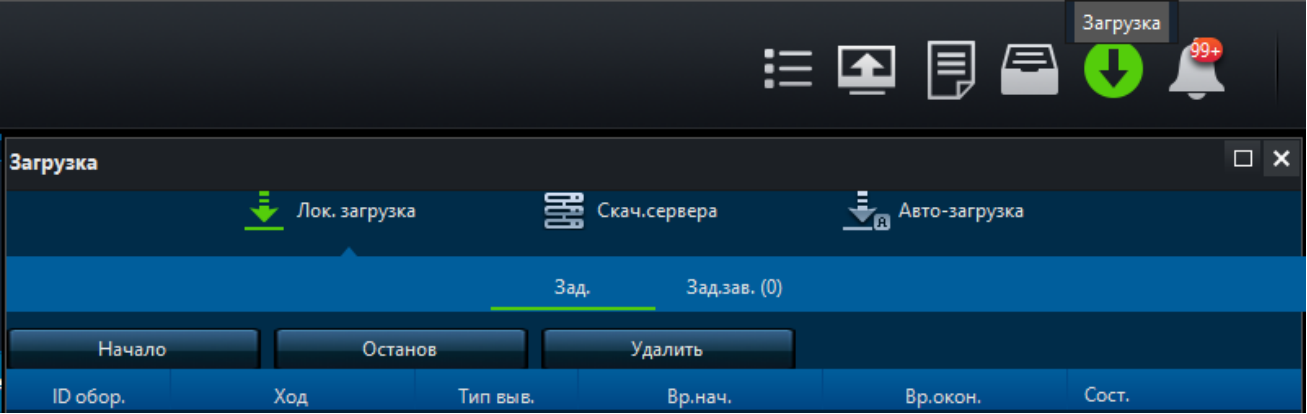 Загрузка
99+
Загрузка
Лок. загрузка Скач.сервера Авто-загрузка
Зад. Зад.зав. (0)
Начало Останов Удалить
ID обор. Ход Тип выв. Вр.нач. Вр.окон. Сост.